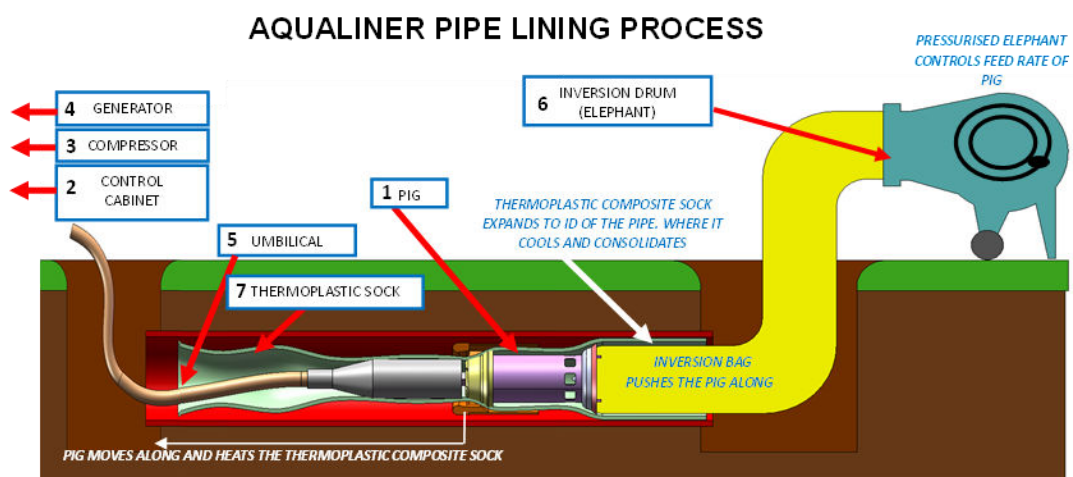 AQUALINER PIPE LINING PROCESS
PRESSURISED ELEPHANT
CONTROLS FEED RATE OF
PIG
4 GENERATOR
3 COMPRESSOR
2 CONTROL
CABINET
6 INVERSION DRUM
(ELEPHANT)
1 PIG
THERMOPLASTIC COMPOSITE SOCK
EXPANDS TO ID OF THE PIPE. WHERE IT
COOLS AND CONSOLIDATES
5 UMBILICAL
7 THERMOPLASTIC SOCK
INVERSION BAG
PUSHES THE PIG ALONG
PIG MOVES ALONG AND HEATS THE THERMOPLASTIC COMPOSITE SOCK